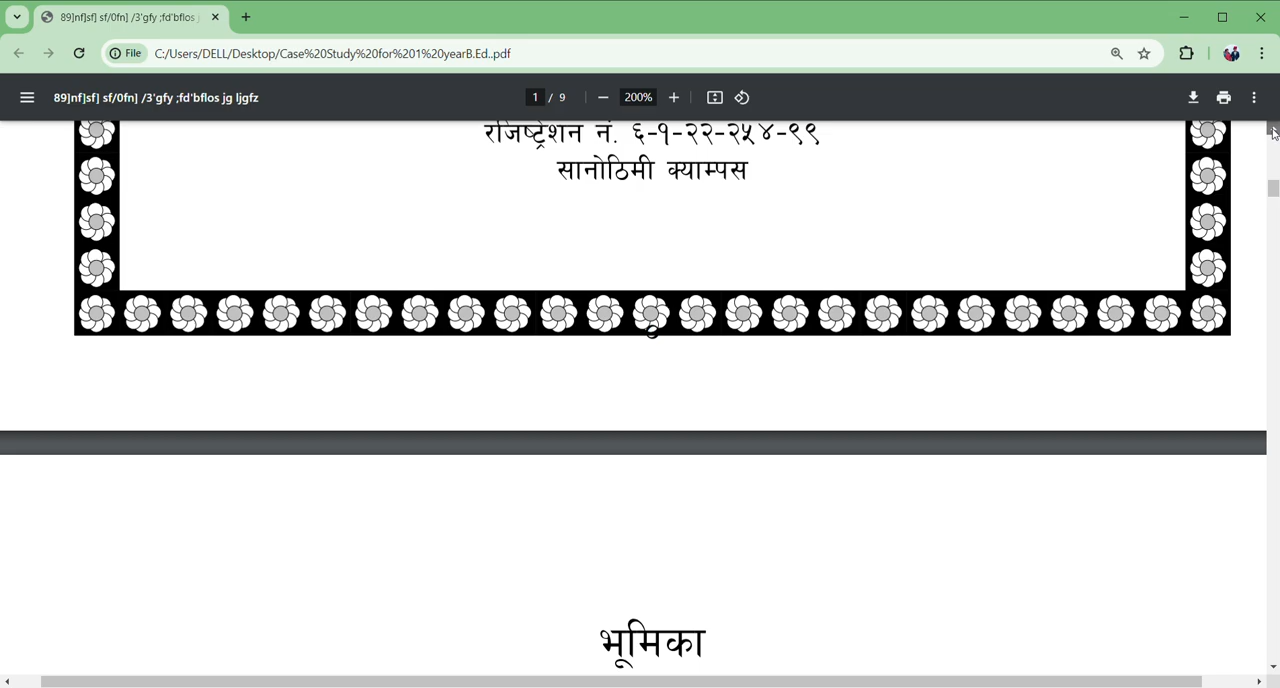 89]nf]sf] sf/0fn] /3'gfy ;fd'bflos j
File
C:/Users/DELL/Desktop/Case%20Study%20for%201%20yearB.Ed..pdf
89]nf]sf] sf/0fn] /3'gfy ;fd'bflos jg ljgfz
1 / 9
200%
रजिष्ट्रेशन नं. ६-१-२२-२५४-९९
सानोठिमी क्याम्पस
०
भूमिका